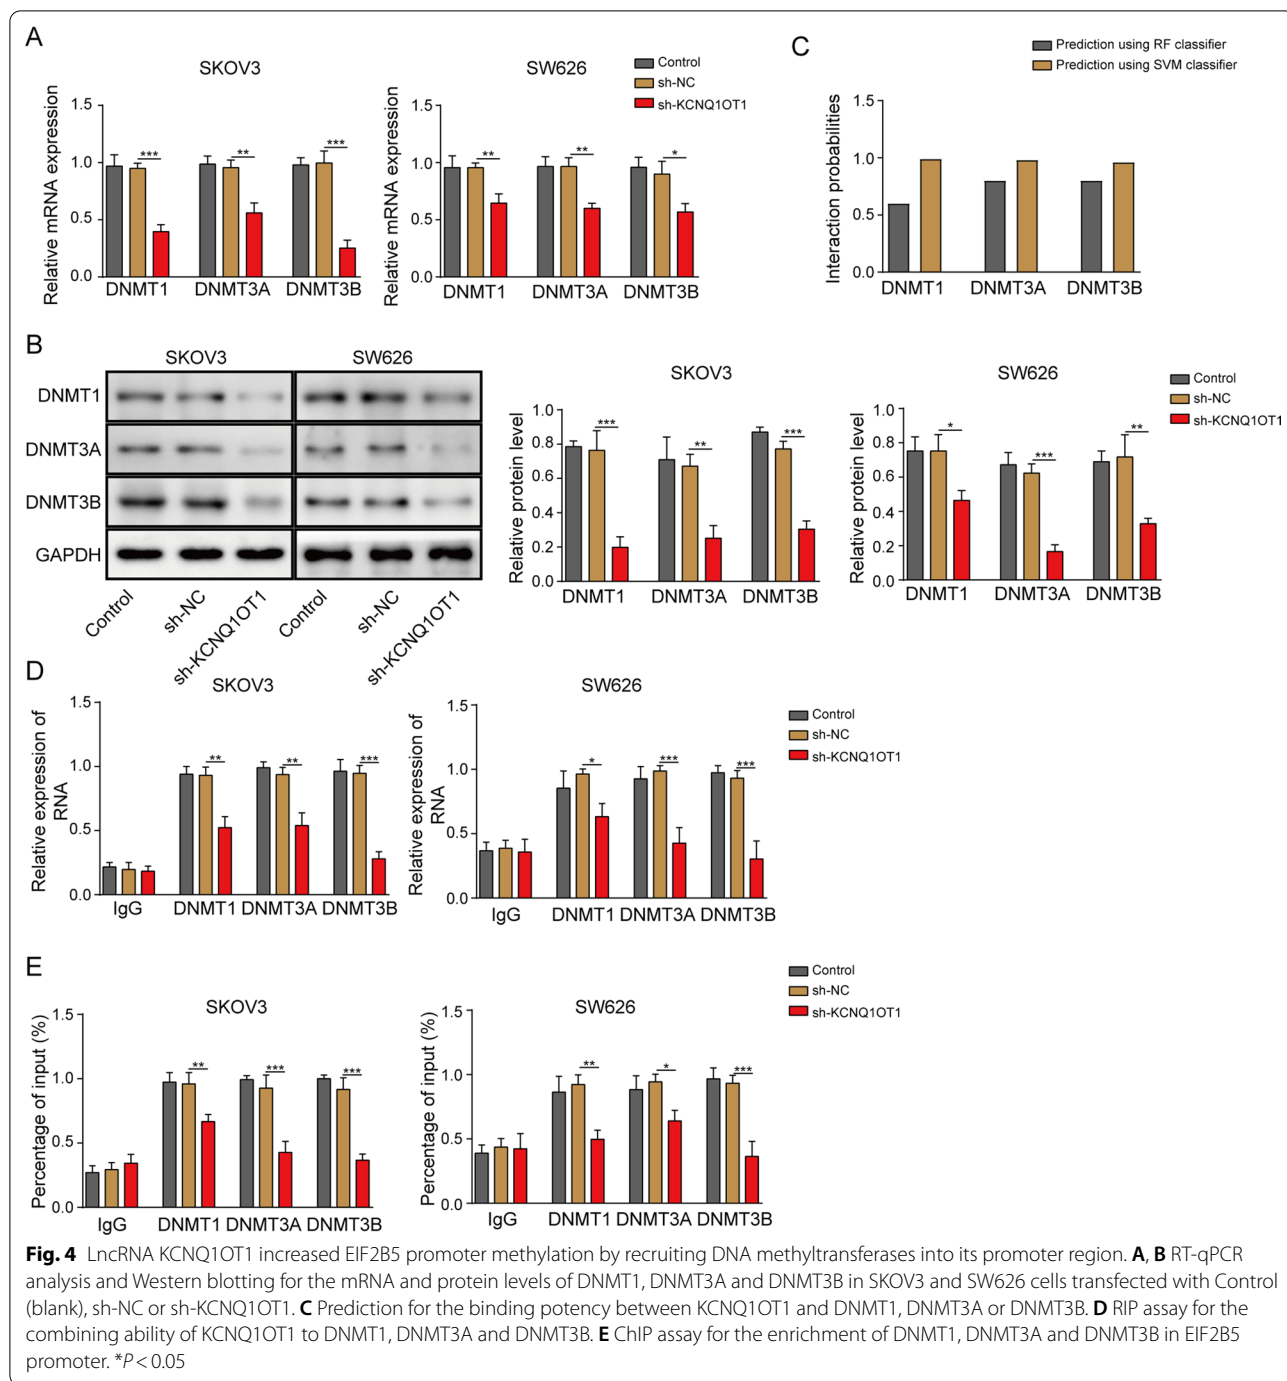 A
SKOV3
SW626
Control
sh-NC
sh-KCNQ1OT1
Relative mRNA expression
1.5
1.0
0.5
0.0
***
**
***
DNMT1
DNMT3A
DNMT3B
Relative mRNA expression
1.5
1.0
0.5
0.0
**
**
*
DNMT1
DNMT3A
DNMT3B
C
Prediction using RF classifier
Prediction using SVM classifier
Interaction probabilities
1.5
1.0
0.5
0.0
DNMT1
DNMT3A
DNMT3B
B
SKOV3
SW626
DNMT1
DNMT3A
DNMT3B
GAPDH
Control
sh-NC
sh-KCNQ1OT1
Control
sh-NC
sh-KCNQ1OT1
SKOV3
Relative protein level
1.0
0.8
0.6
0.4
0.2
0.0
***
**
***
DNMT1
DNMT3A
DNMT3B
SW626
Control
sh-NC
sh-KCNQ1OT1
Relative protein level
1.0
0.8
0.6
0.4
0.2
0.0
*
***
**
DNMT1
DNMT3A
DNMT3B
D
SKOV3
Relative expression of
RNA
1.5
1.0
0.5
0.0
**
**
***
IgG
DNMT1
DNMT3A
DNMT3B
SW626
Control
sh-NC
sh-KCNQ1OT1
Relative expression of
RNA
1.5
1.0
0.5
0.0
*
***
***
IgG
DNMT1
DNMT3A
DNMT3B
E
SKOV3
Percentage of input (%)
1.5
1.0
0.5
0.0
**
***
***
IgG
DNMT1
DNMT3A
DNMT3B
SW626
Control
sh-NC
sh-KCNQ1OT1
Percentage of input (%)
1.5
1.0
0.5
0.0
**
*
***
IgG
DNMT1
DNMT3A
DNMT3B
Fig. 4 LncRNA KCNQ1OT1 increased EIF2B5 promoter methylation by recruiting DNA methyltransferases into its promoter region. A, B RT-qPCR
analysis and Western blotting for the mRNA and protein levels of DNMT1, DNMT3A and DNMT3B in SKOV3 and SW626 cells transfected with Control
(blank), sh-NC or sh-KCNQ1OT1. C Prediction for the binding potency between KCNQ1OT1 and DNMT1, DNMT3A or DNMT3B. D RIP assay for the
combining ability of KCNQ1OT1 to DNMT1, DNMT3A and DNMT3B. E ChIP assay for the enrichment of DNMT1, DNMT3A and DNMT3B in EIF2B5
promoter. *P < 0.05